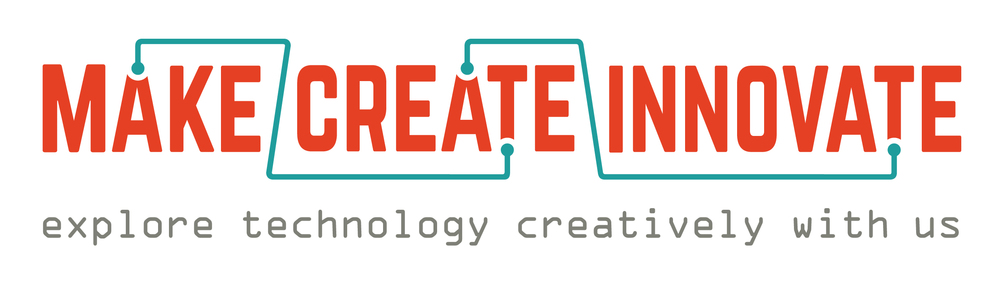 MAKE CREATE INNOVATE
explore technology creatively with us